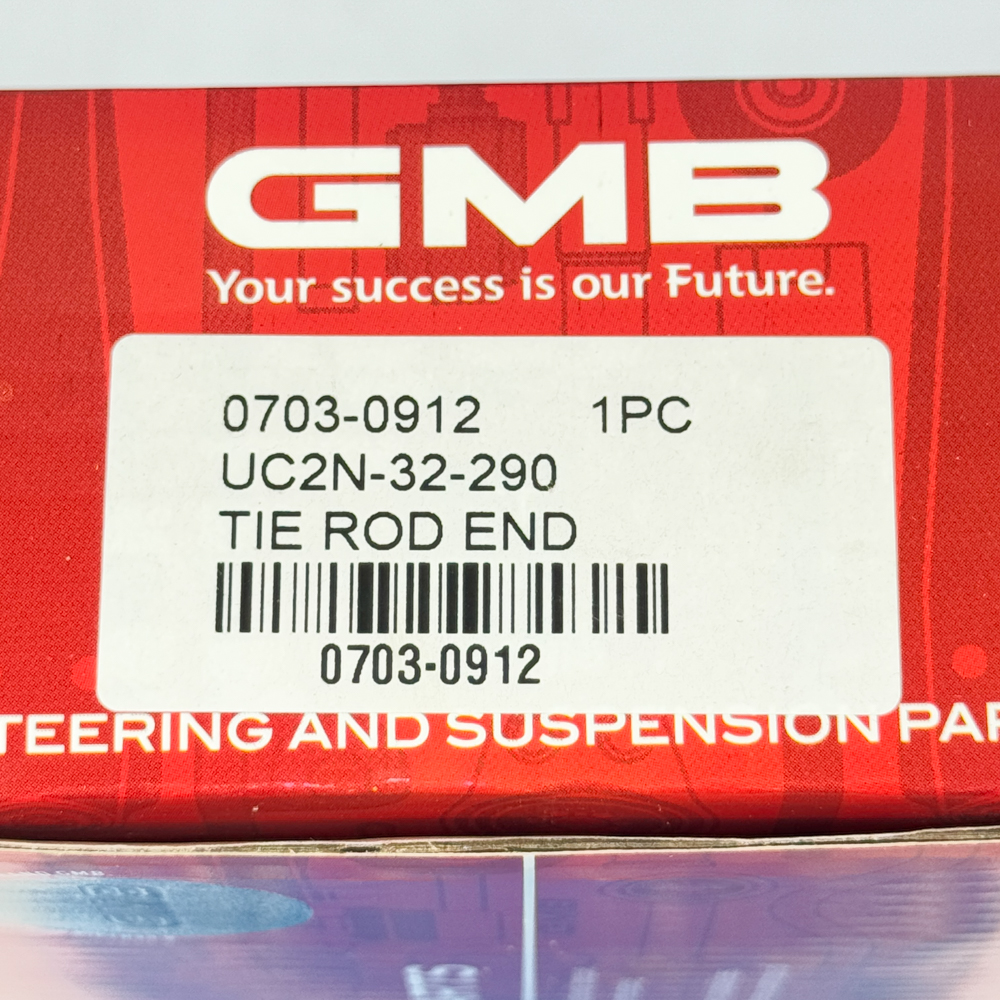 GMB
Your success is our Future.
0703-0912 1PC
UC2N-32-290
TIE ROD END
0703-0912
TEERING AND SUSPENSION PAR